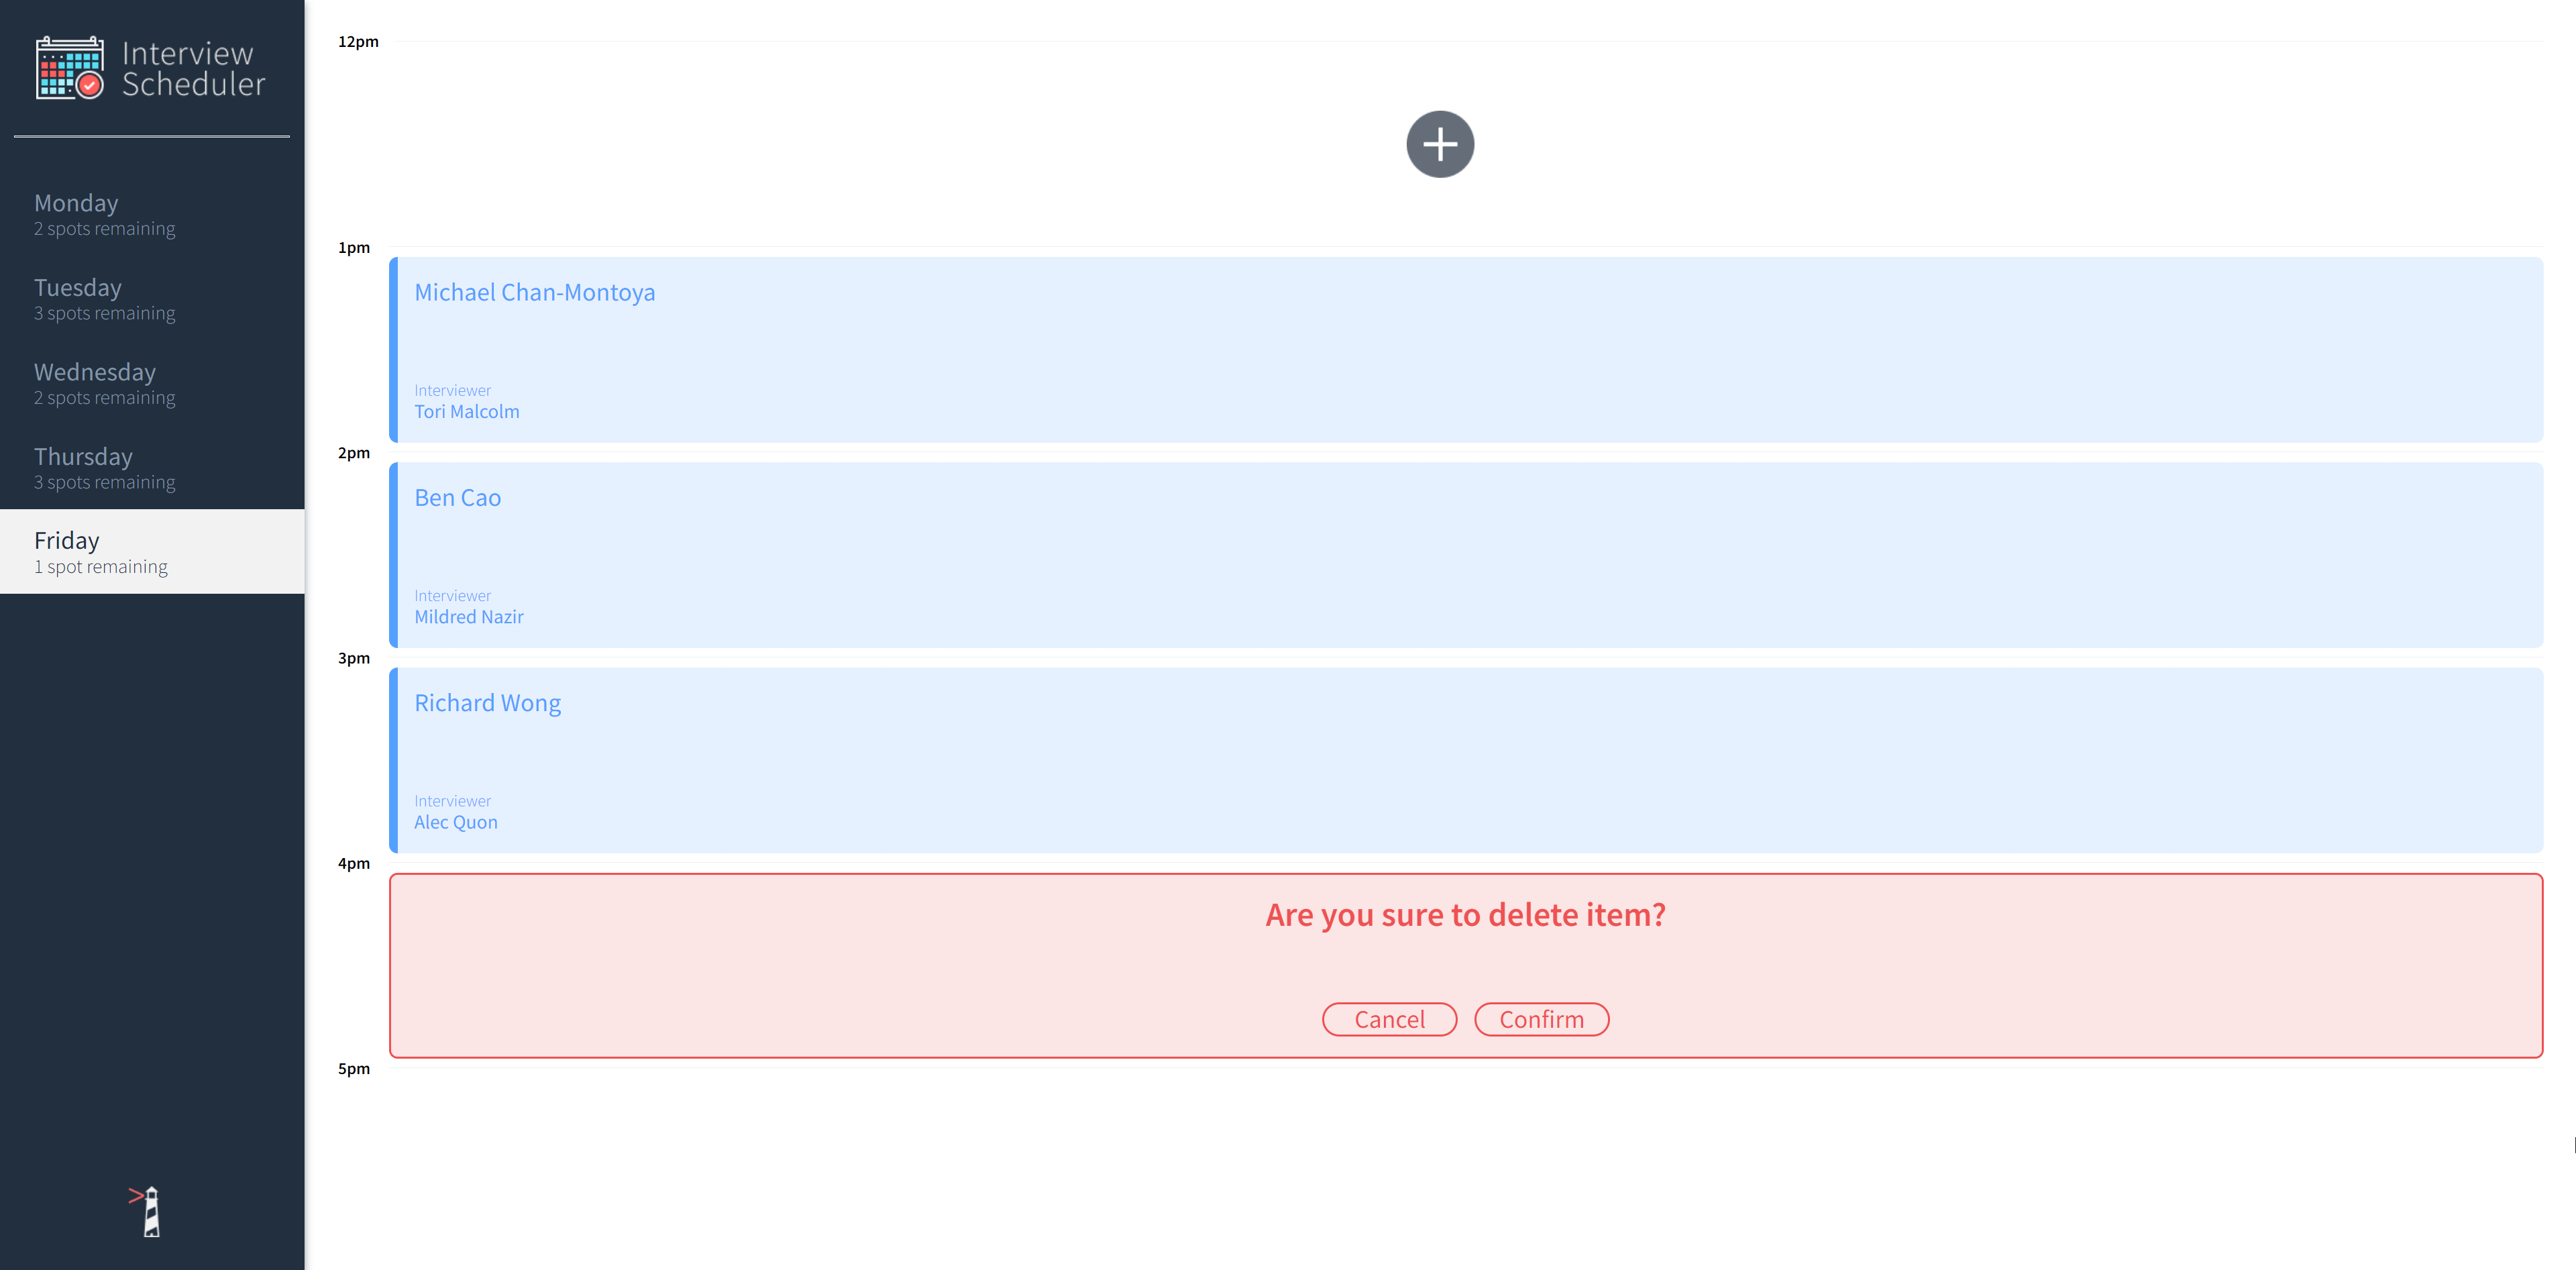 Interview
Scheduler
Monday
2 spots remaining
Tuesday
3 spots remaining
Wednesday
2 spots remaining
Thursday
3 spots remaining
Friday
1 spot remaining
12pm
1pm
Michael Chan-Montoya
Interviewer
Tori Malcolm
2pm
Ben Cao
Interviewer
Mildred Nazir
3pm
Richard Wong
Interviewer
Alec Quon
4pm
Are you sure to delete item?
Cancel Confirm
5pm